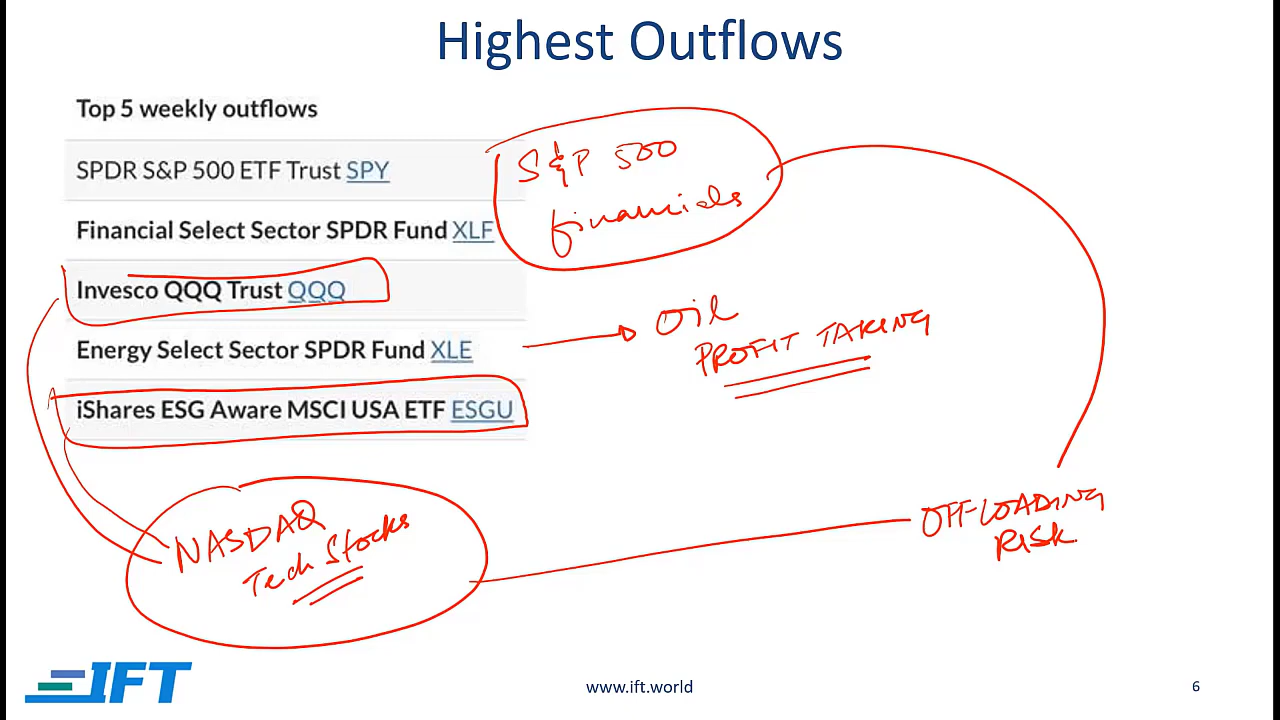 Highest Outflows
Top 5 weekly outflows
SPDR S&P 500 ETF Trust SPY
Financial Select Sector SPDR Fund XLF
Invesco QQQ Trust QQQ
Energy Select Sector SPDR Fund XLE
iShares ESG Aware MSCI USA ETF ESGU
S&P 500
financials
Oil
PROFIT TAKING
NASDAQ
Tech Stocks
OFF-LOADING
RISK
IFT
www.ift.world
6